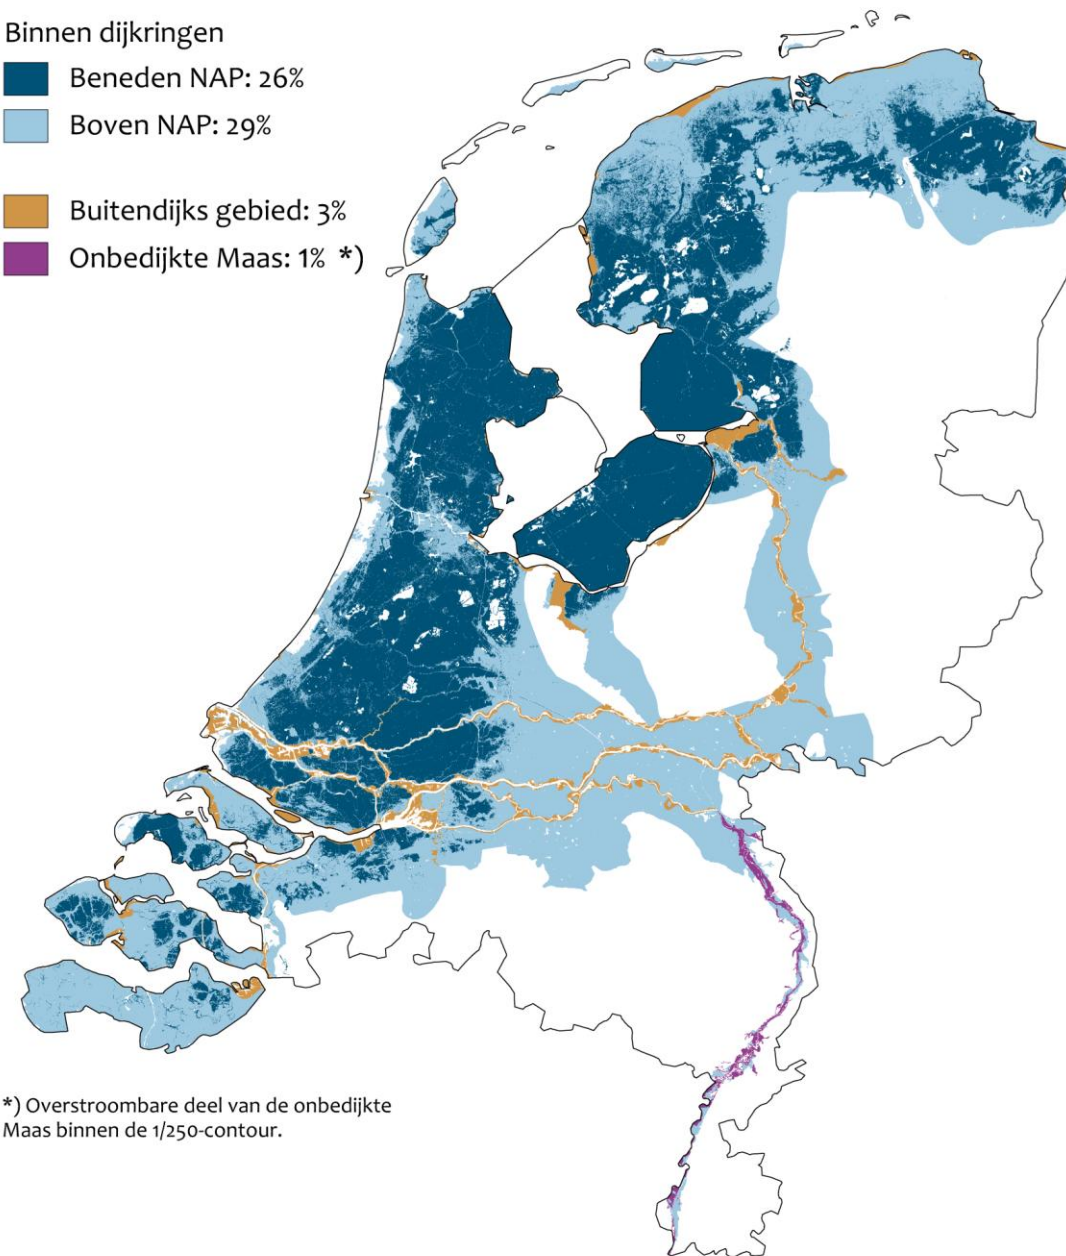 Binnen dijkringen
Beneden NAP: 26%
Boven NAP: 29%
Buitendijks gebied: 3%
Onbedijkte Maas: 1% *)
*) Overstroombare deel van de onbedijkte
Maas binnen de 1/250-contour.